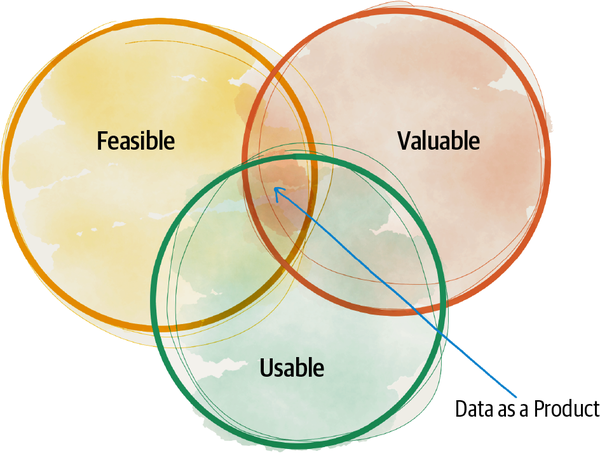 Feasible
Valuable
Usable
Data as a Product